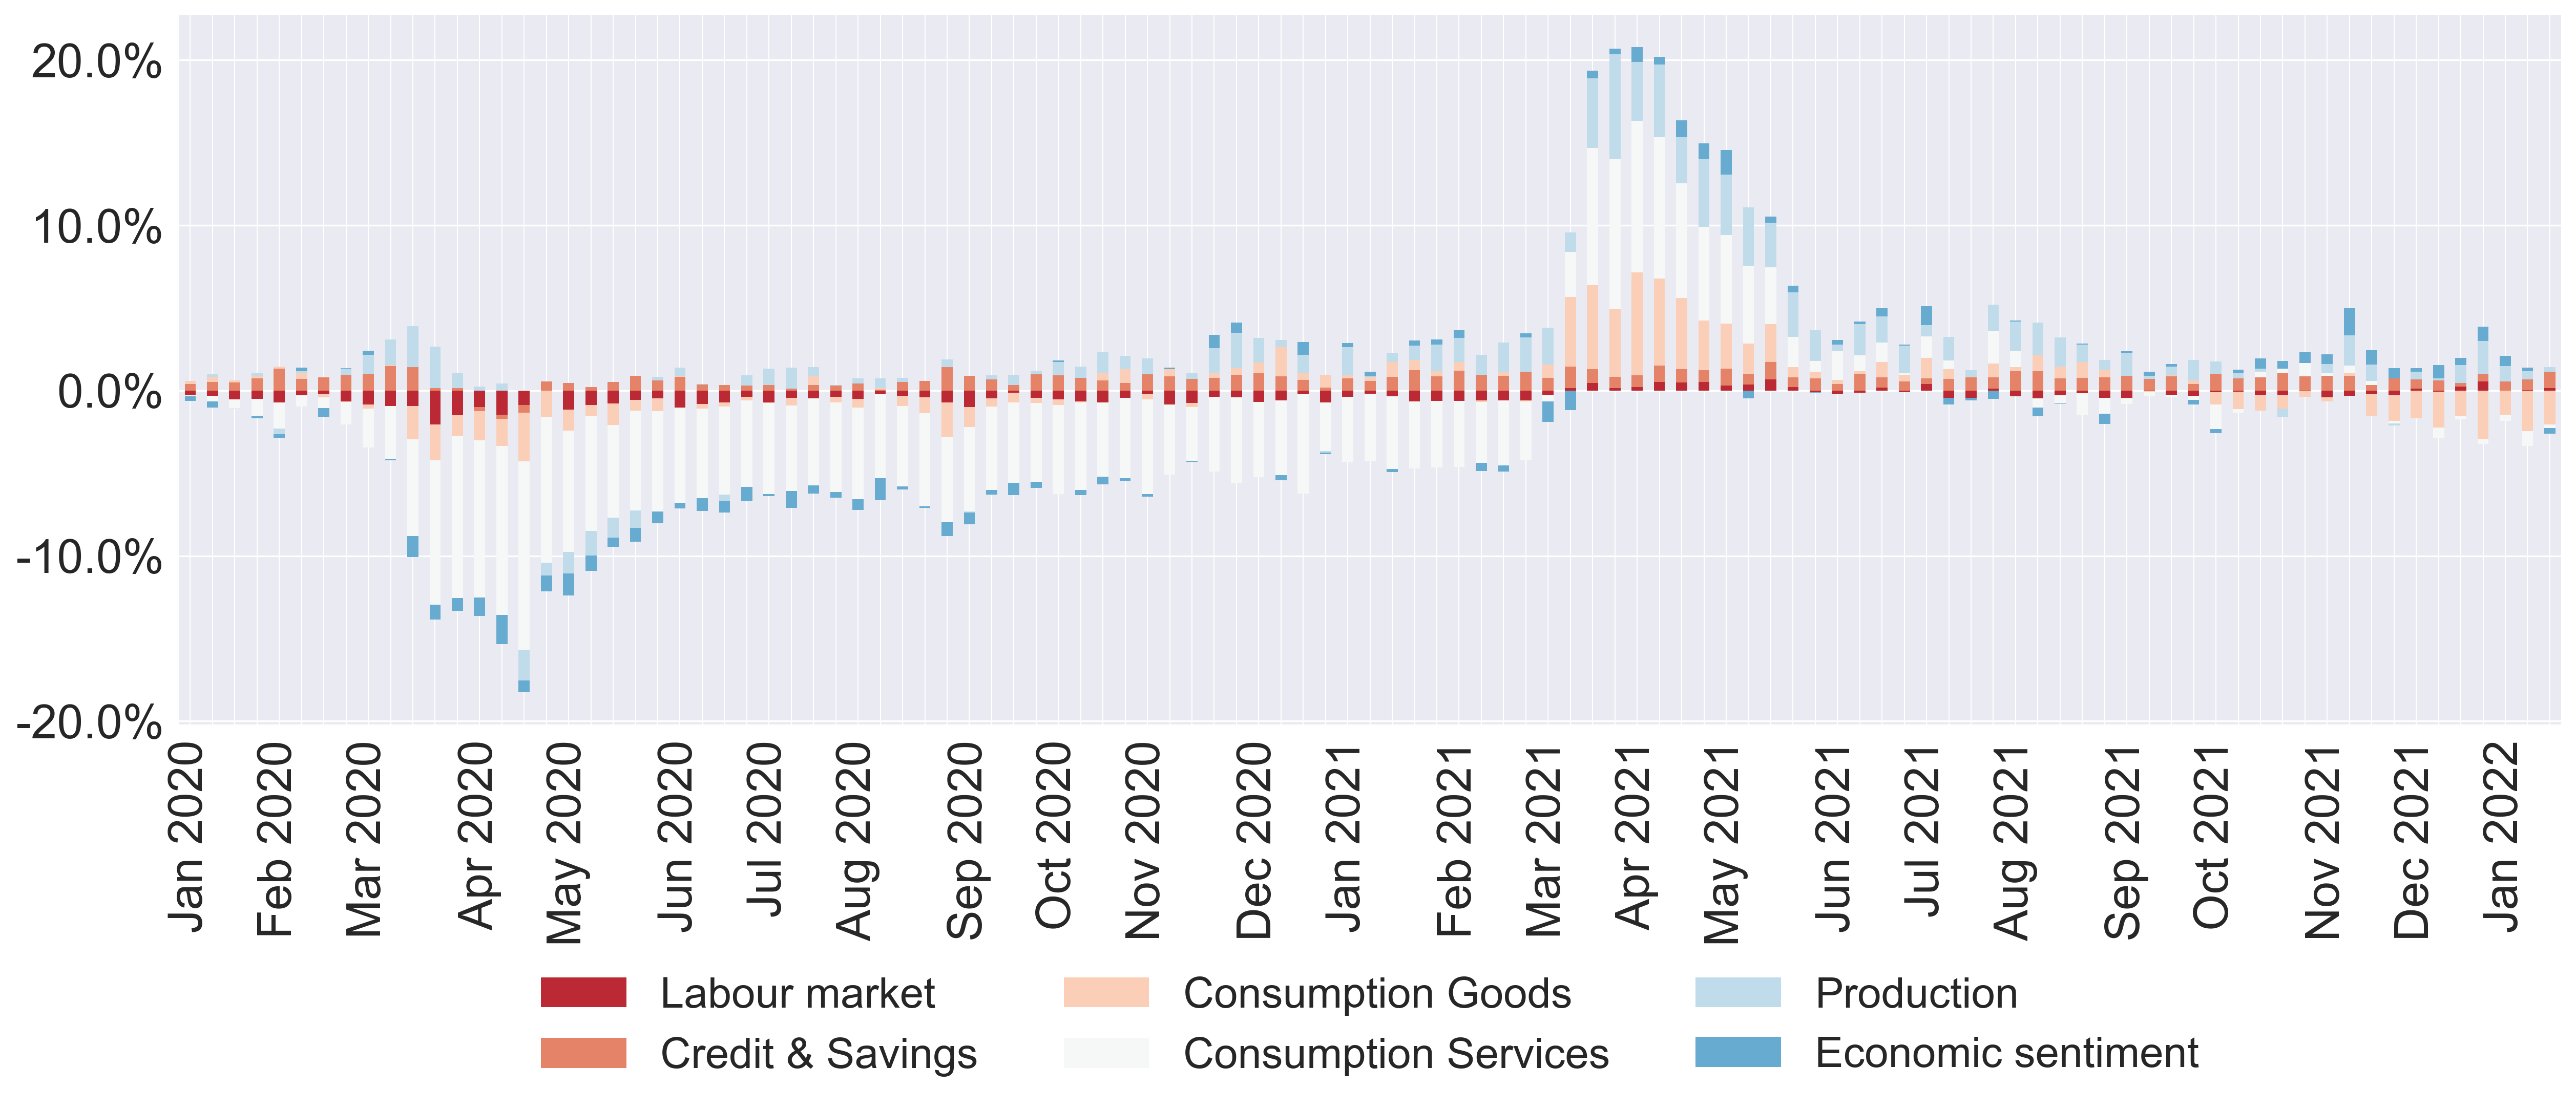 20.0%
10.0%
0.0%
-10.0%
-20.0%
Jan 2020
Feb 2020
Mar 2020
Apr 2020
May 2020
Jun 2020
Jul 2020
Aug 2020
Sep 2020
Oct 2020
Nov 2020
Dec 2020
Jan 2021
Feb 2021
Mar 2021
Apr 2021
May 2021
Jun 2021
Jul 2021
Aug 2021
Sep 2021
Oct 2021
Nov 2021
Dec 2021
Jan 2022
Labour market
Consumption Goods
Production
Credit & Savings
Consumption Services
Economic sentiment